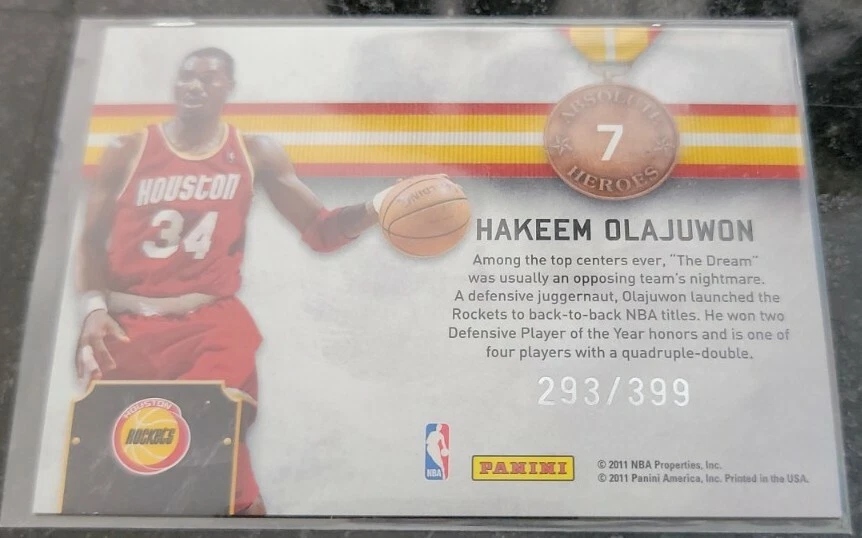 ABSOLUTE
7
HEROES
HOUSTON
34
HAKEEM OLAJUWON
Among the top centers ever, "The Dream"
was usually an opposing team's nightmare.
A defensive juggernaut, Olajuwon launched the
Rockets to back-to-back NBA titles. He won two
Defensive Player of the Year honors and is one of
four players with a quadruple-double.
293/399
HOUSTON
ROCKETS
NBA
PANINI
© 2011 NBA Properties, Inc.
© 2011 Panini America, Inc. Printed in the USA.